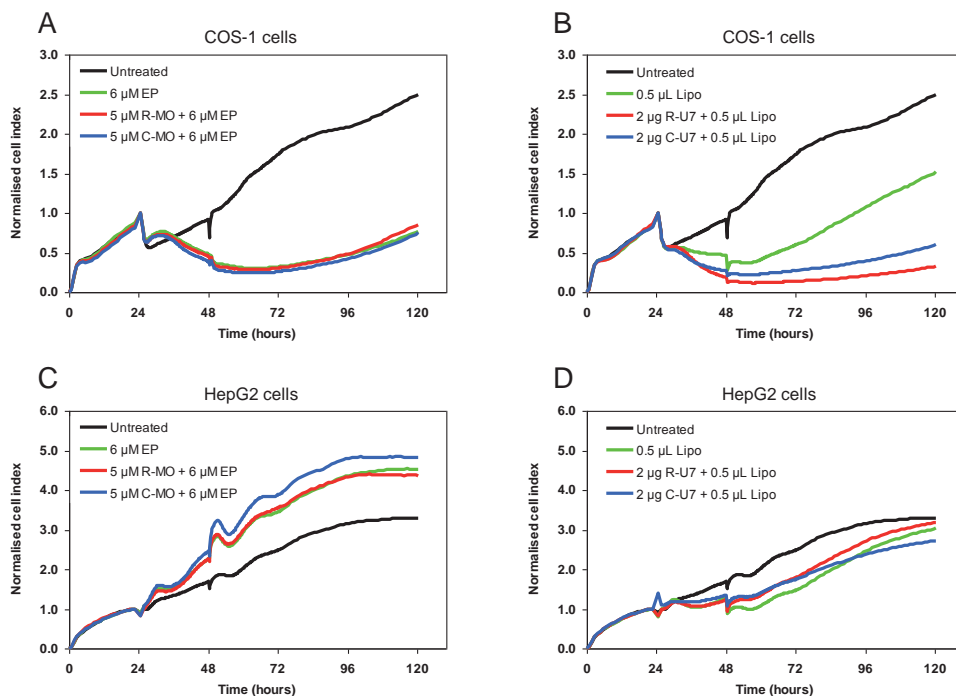 A
COS-1 cells
Normalised cell index
3.0
2.5
2.0
1.5
1.0
0.5
0.0
Untreated
6 µM EP
5 µM R-MO + 6 µM EP
5 µM C-MO + 6 µM EP
0 24 48 72 96 120
Time (hours)
B
COS-1 cells
Normalised cell index
3.0
2.5
2.0
1.5
1.0
0.5
0.0
Untreated
0.5 µL Lipo
2 µg R-U7 + 0.5 µL Lipo
2 µg C-U7 + 0.5 µL Lipo
0 24 48 72 96 120
Time (hours)
C
HepG2 cells
Normalised cell index
6.0
5.0
4.0
3.0
2.0
1.0
0.0
Untreated
6 µM EP
5 µM R-MO + 6 µM EP
5 µM C-MO + 6 µM EP
0 24 48 72 96 120
Time (hours)
D
HepG2 cells
Normalised cell index
6.0
5.0
4.0
3.0
2.0
1.0
0.0
Untreated
0.5 µL Lipo
2 µg R-U7 + 0.5 µL Lipo
2 µg C-U7 + 0.5 µL Lipo
0 24 48 72 96 120
Time (hours)